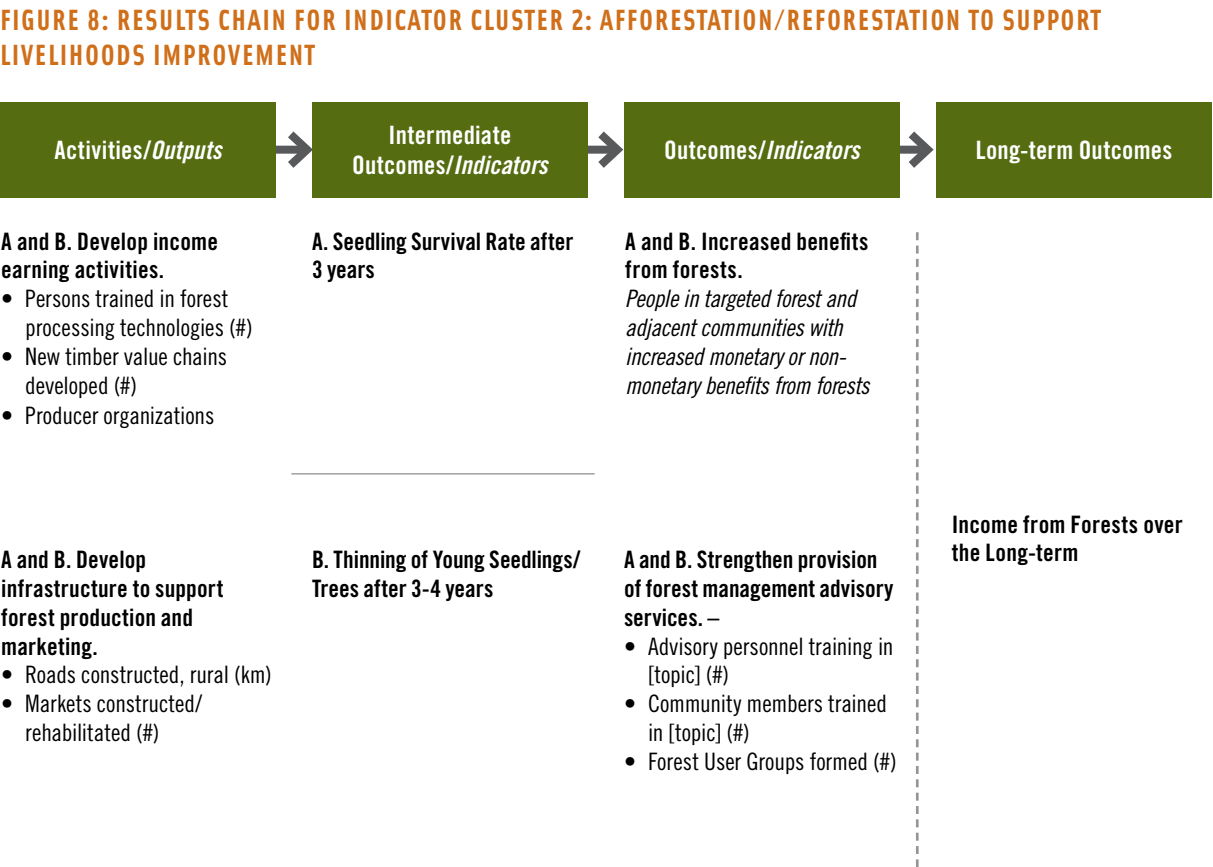 FIGURE 8: RESULTS CHAIN FOR INDICATOR CLUSTER 2: AFFORESTATION/REFORESTATION TO SUPPORT
LIVELIHOODS IMPROVEMENT
Activities/Outputs
Intermediate
Outcomes/Indicators
Outcomes/Indicators
Long-term Outcomes
A and B. Develop income
earning activities.
• Persons trained in forest
processing technologies (#)
• New timber value chains
developed (#)
• Producer organizations
A and B. Develop
infrastructure to support
forest production and
marketing.
• Roads constructed, rural (km)
• Markets constructed/
rehabilitated (#)
A. Seedling Survival Rate after
3 years
B. Thinning of Young Seedlings/
Trees after 3-4 years
A and B. Increased benefits
from forests.
People in targeted forest and
adjacent communities with
increased monetary or non-
monetary benefits from forests
A and B. Strengthen provision
of forest management advisory
services. –
• Advisory personnel training in
[topic] (#)
• Community members trained
in [topic] (#)
• Forest User Groups formed (#)
Income from Forests over
the Long-term